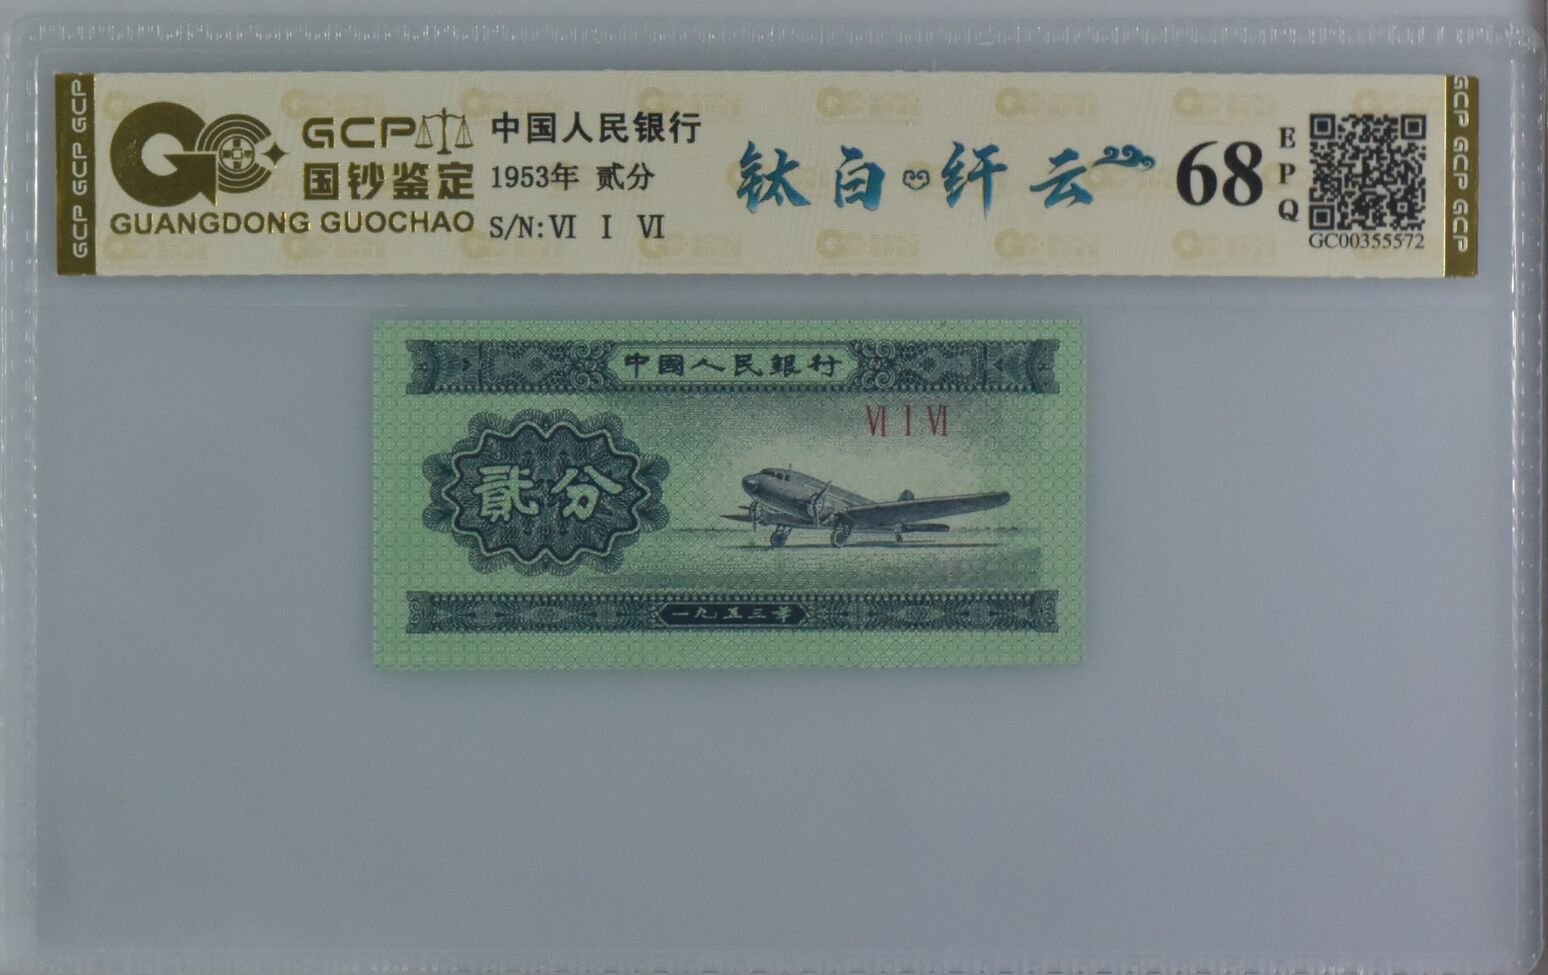 GCP GCP GCP
GCP
国钞鉴定
GUANGDONG GUOCHAO
中国人民银行
1953年 贰分
S/N: Ⅵ Ⅰ Ⅵ
钛白纤云
68
EPQ
GC00355572
GCP GCP GCP
中國人民銀行
Ⅵ Ⅰ Ⅵ
貳分
一九五三年